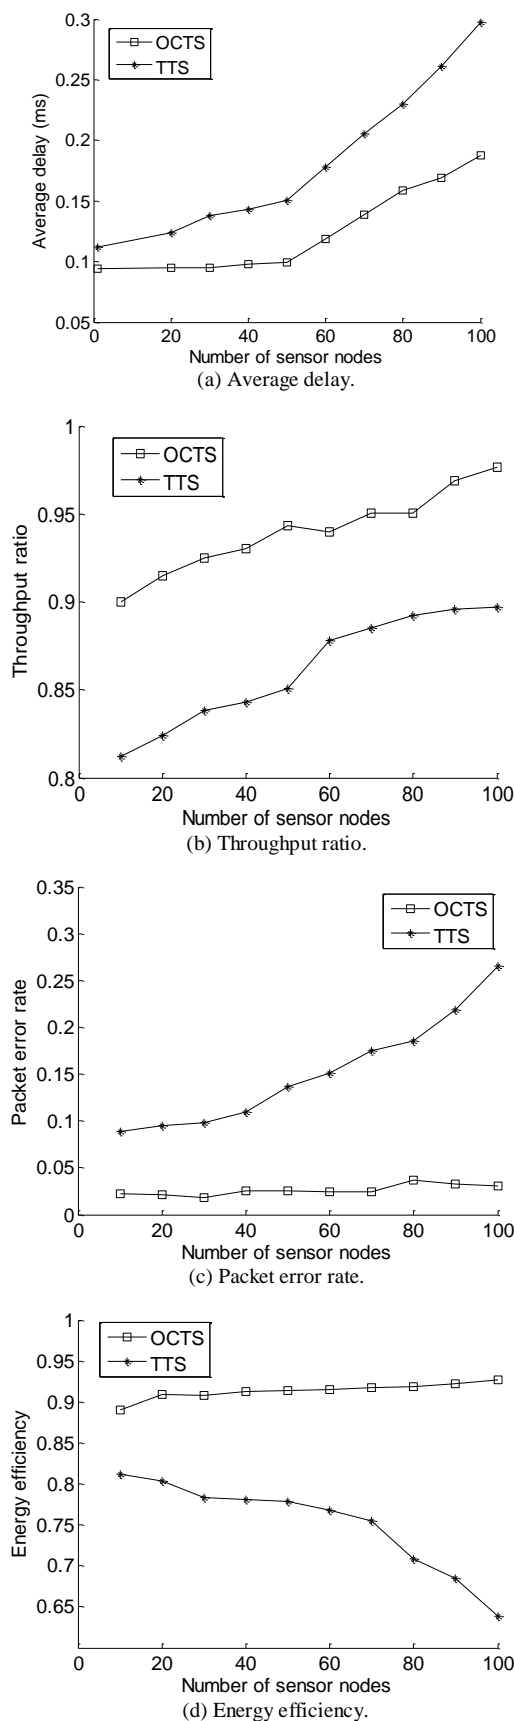 0.3
OCTS
TTS
0.25
0.2
0.15
0.1
0.05
Average delay (ms)
0 20 40 60 80 100
Number of sensor nodes
(a) Average delay.
1
OCTS
TTS
0.95
0.9
0.85
0.8
Throughput ratio
0 20 40 60 80 100
Number of sensor nodes
(b) Throughput ratio.
0.35
OCTS
TTS
0.3
0.25
0.2
0.15
0.1
0.05
0
Packet error rate
0 20 40 60 80 100
Number of sensor nodes
(c) Packet error rate.
1
OCTS
TTS
0.95
0.9
0.85
0.8
0.75
0.7
0.65
Energy efficiency
0 20 40 60 80 100
Number of sensor nodes
(d) Energy efficiency.